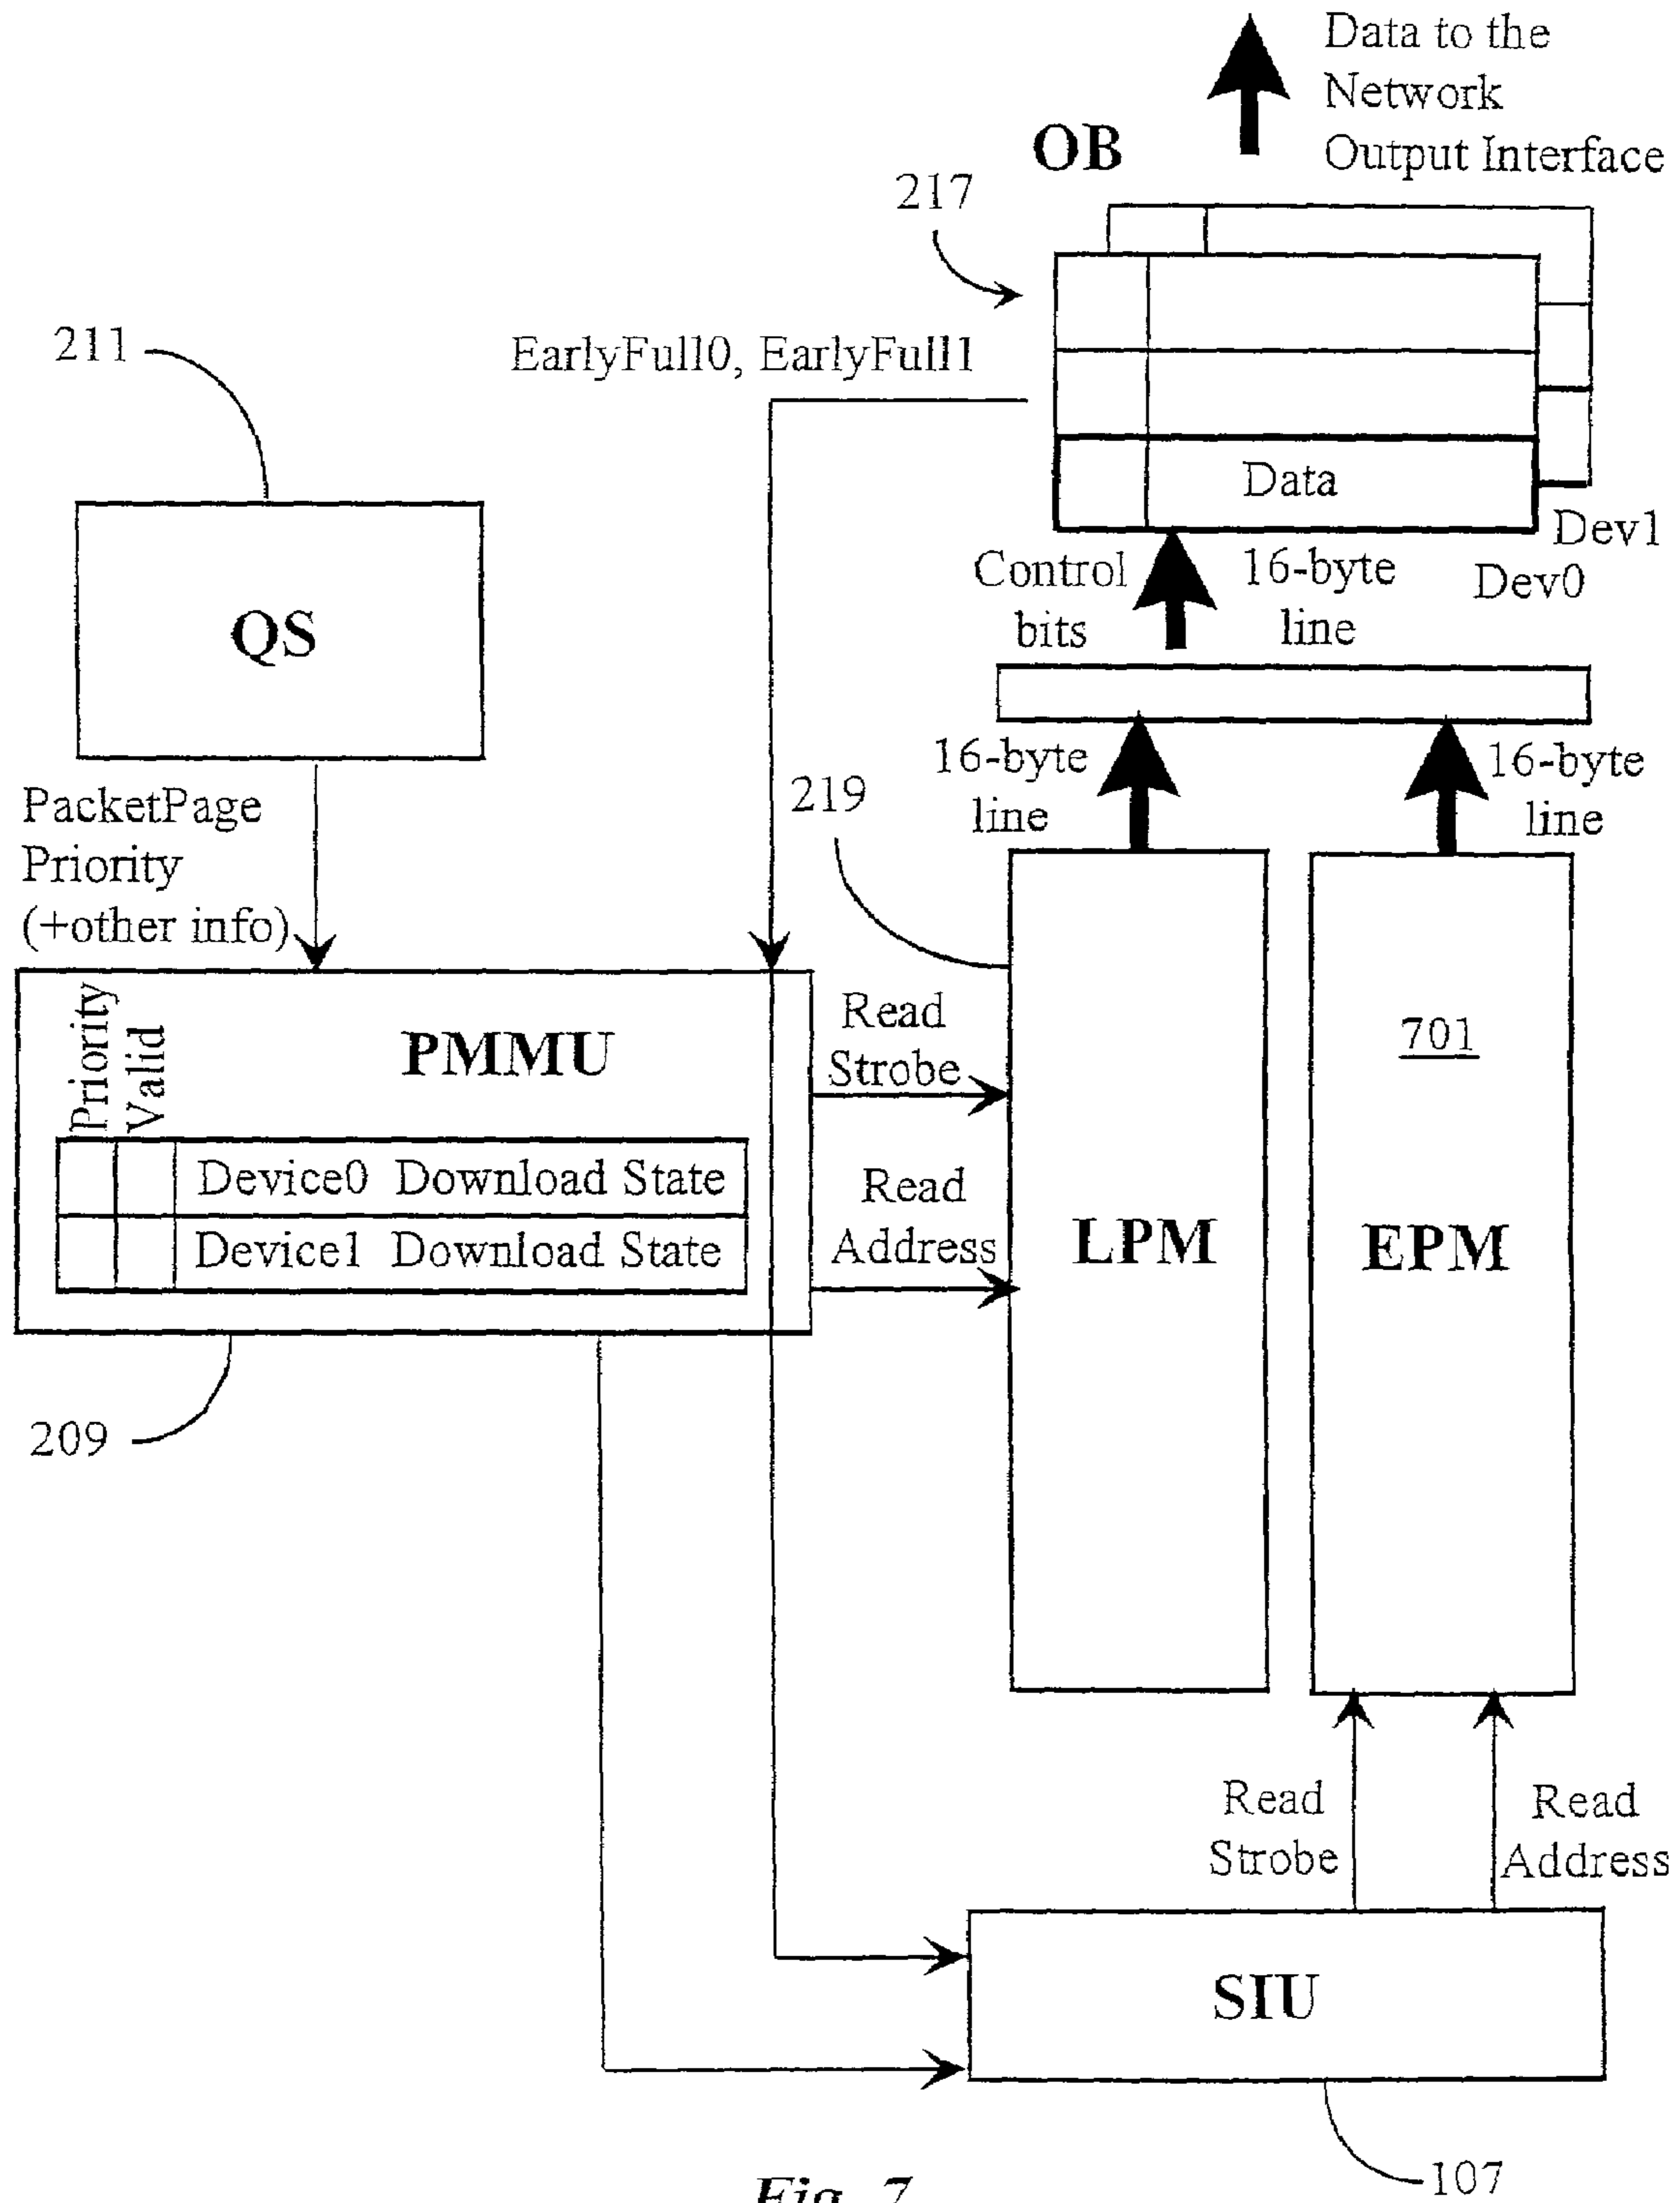 Data to the
Network
Output Interface
OB
217
211
EarlyFull0, EarlyFull1
Data
Dev1
Dev0
Control
bits
16-byte
line
QS
PacketPage
Priority
(+other info)
16-byte
line
16-byte
line
219
Priority
Valid
PMMU
Read
Strobe
701
Device0 Download State
Device1 Download State
Read
Address
LPM
EPM
209
Read
Strobe
Read
Address
SIU
107
Fig. 7